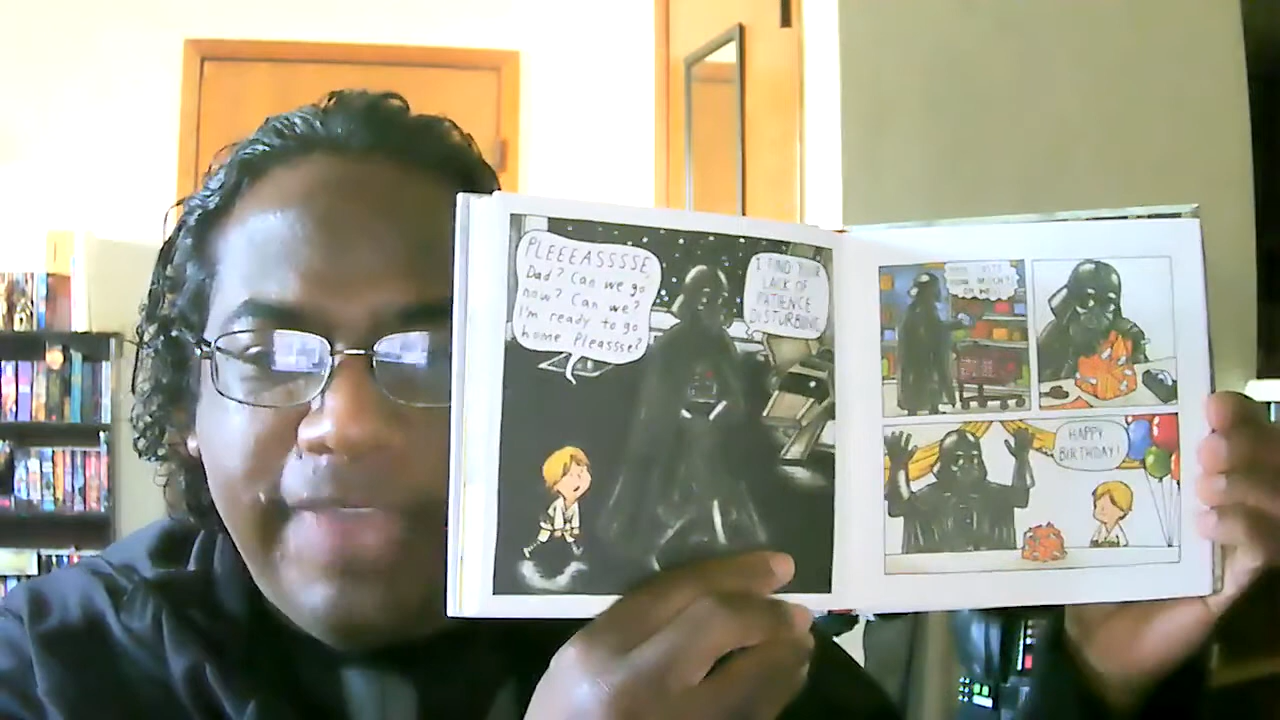 PLEEEASSSSE,
Dad? Can we go
now? Can we?
I'm ready to go
home. Pleassse?
I FIND YOUR
LACK OF
PATIENCE
DISTURBING.
HAPPY
BIRTHDAY!